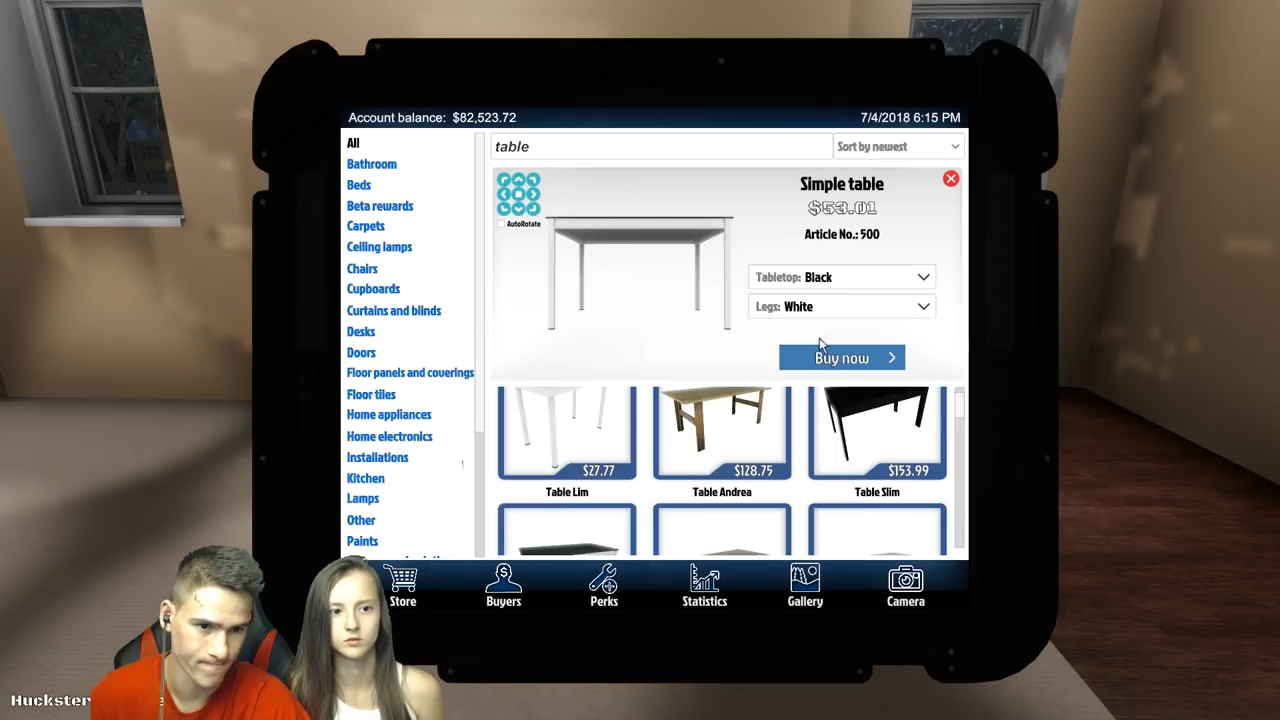 Account balance: $82,523.72
7/4/2018 6:15 PM
All
Bathroom
Beds
Beta rewards
Carpets
Ceiling lamps
Chairs
Cupboards
Curtains and blinds
Desks
Doors
Floor panels and coverings
Floor tiles
Home appliances
Home electronics
Installations
Kitchen
Lamps
Other
Paints
table
Sort by newest
AutoRotate
Simple table
$53.01
Article No.: 500
Tabletop: Black
Legs: White
Buy now
$27.77
$128.75
$153.99
Table Lim
Table Andrea
Table Slim
Store
Buyers
Perks
Statistics
Gallery
Camera
Huckster